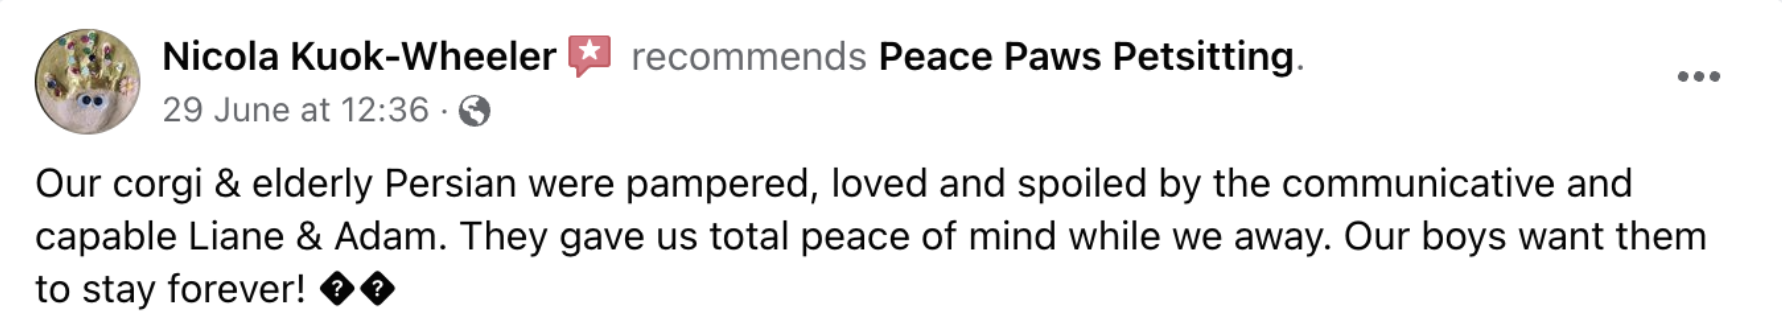 Nicola Kuok-Wheeler recommends Peace Paws Petsitting.
29 June at 12:36 ·
Our corgi & elderly Persian were pampered, loved and spoiled by the communicative and
capable Liane & Adam. They gave us total peace of mind while we away. Our boys want them
to stay forever! ��